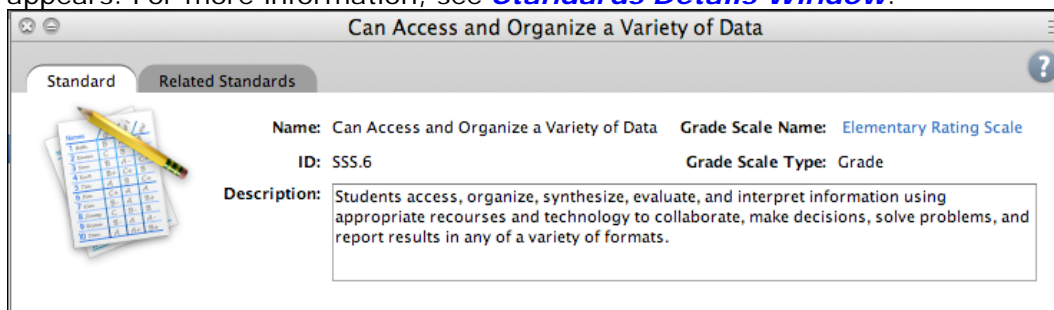 appears. For more information, see Standards Details Window.
Can Access and Organize a Variety of Data
Standard Related Standards ?
Name: Can Access and Organize a Variety of Data Grade Scale Name: Elementary Rating Scale
ID: SSS.6 Grade Scale Type: Grade
Description: Students access, organize, synthesize, evaluate, and interpret information using
appropriate recourses and technology to collaborate, make decisions, solve problems, and
report results in any of a variety of formats.